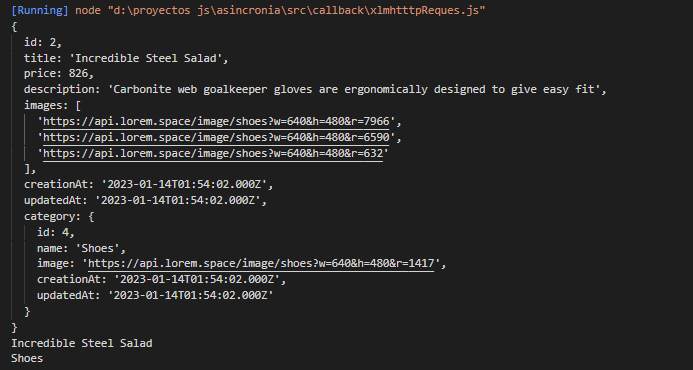 [Running] node "d:\proyectos js\asincronia\src\callback\xlmhtttpReques.js"
{
  id: 2,
  title: 'Incredible Steel Salad',
  price: 826,
  description: 'Carbonite web goalkeeper gloves are ergonomically designed to give easy fit',
  images: [
    'https://api.lorem.space/image/shoes?w=640&h=480&r=7966',
    'https://api.lorem.space/image/shoes?w=640&h=480&r=6590',
    'https://api.lorem.space/image/shoes?w=640&h=480&r=632'
  ],
  creationAt: '2023-01-14T01:54:02.000Z',
  updatedAt: '2023-01-14T01:54:02.000Z',
  category: {
    id: 4,
    name: 'Shoes',
    image: 'https://api.lorem.space/image/shoes?w=640&h=480&r=1417',
    creationAt: '2023-01-14T01:54:02.000Z',
    updatedAt: '2023-01-14T01:54:02.000Z'
  }
}
Incredible Steel Salad
Shoes